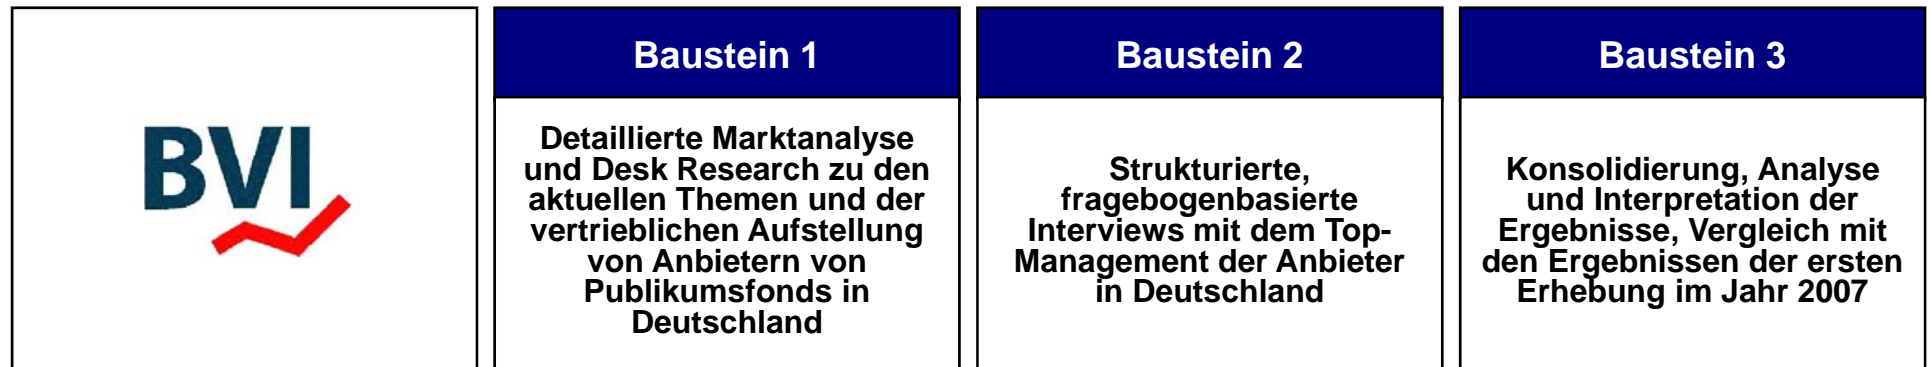 BVI
Baustein 1
Detaillierte Marktanalyse
und Desk Research zu den
aktuellen Themen und der
vertrieblichen Aufstellung
von Anbietern von
Publikumsfonds in
Deutschland
Baustein 2
Strukturierte,
fragebogenbasierte
Interviews mit dem Top-
Management der Anbieter
in Deutschland
Baustein 3
Konsolidierung, Analyse
und Interpretation der
Ergebnisse, Vergleich mit
den Ergebnissen der ersten
Erhebung im Jahr 2007